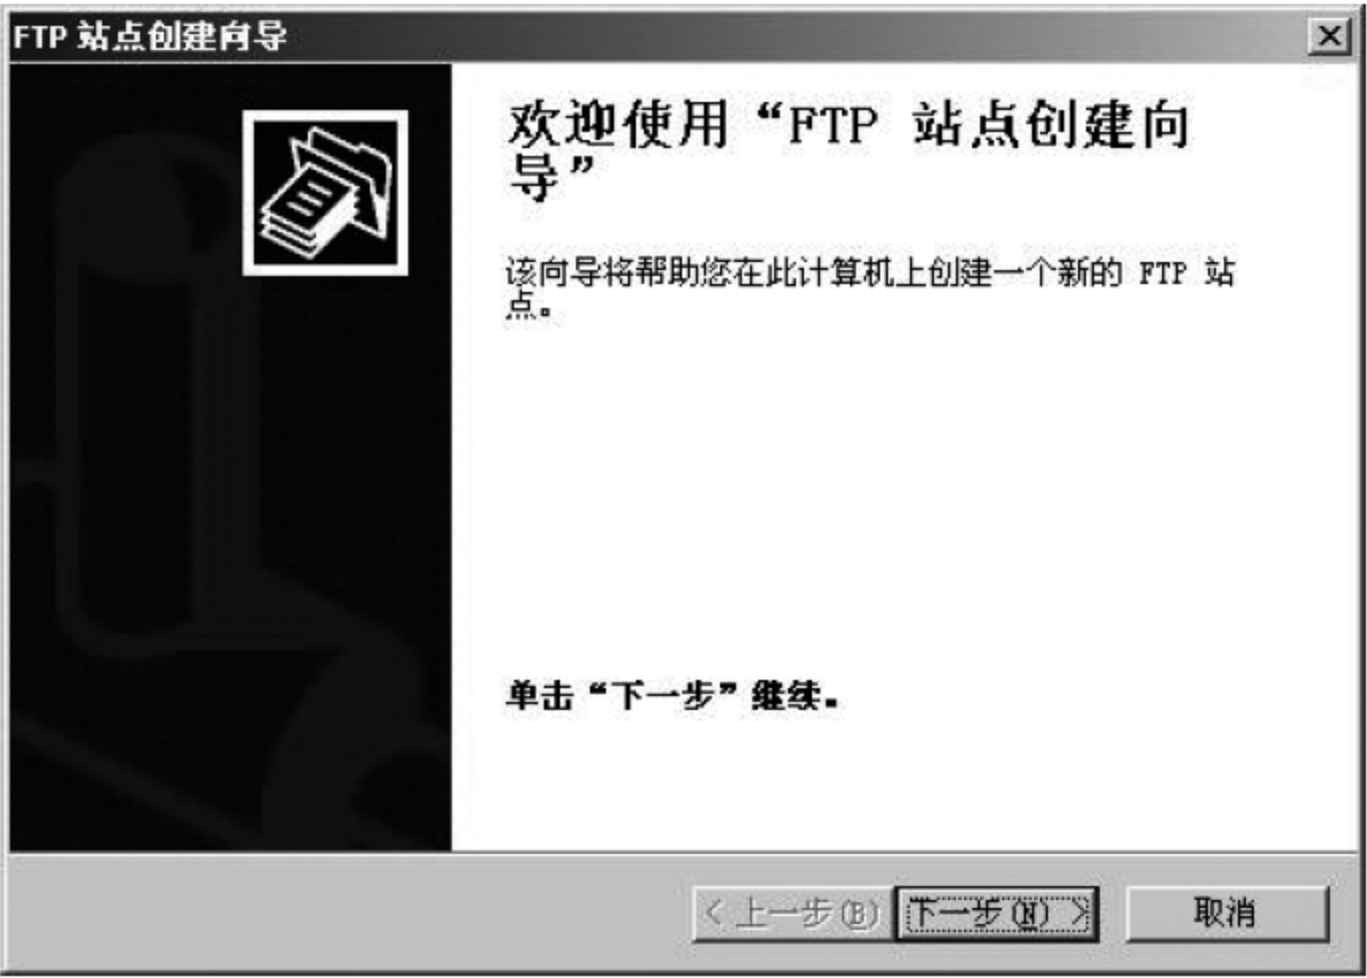 FTP 站点创建向导
欢迎使用“FTP 站点创建向
导”
该向导将帮助您在此计算机上创建一个新的 FTP 站
点。
单击“下一步”继续。
< 上一步(B) 下一步(N) > 取消